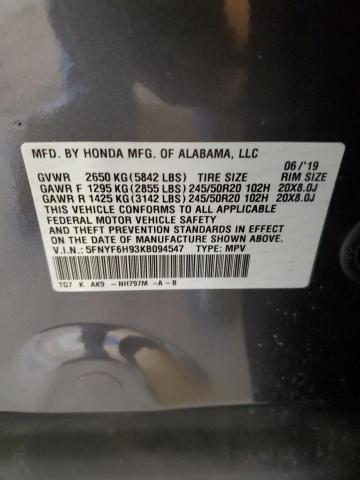 MFD. BY HONDA MFG. OF ALABAMA, LLC
06/'19
GVWR 2650 KG(5842 LBS) TIRE SIZE RIM SIZE
GAWR F 1295 KG(2855 LBS)245/50R20 102H 20X8.0J
GAWR R 1425 KG(3142 LBS)245/50R20 102H 20X8.0J
THIS VEHICLE CONFORMS TO ALL APPLICABLE
FEDERAL MOTOR VEHICLE SAFETY
AND THEFT PREVENTION STANDARDS IN EFFECT
ON THE DATE OF MANUFACTURE SHOWN ABOVE.
V.I.N.: 5FNYF6H93KB094547 TYPE: MPV
TG7 K AK9 -NH797M -A-B